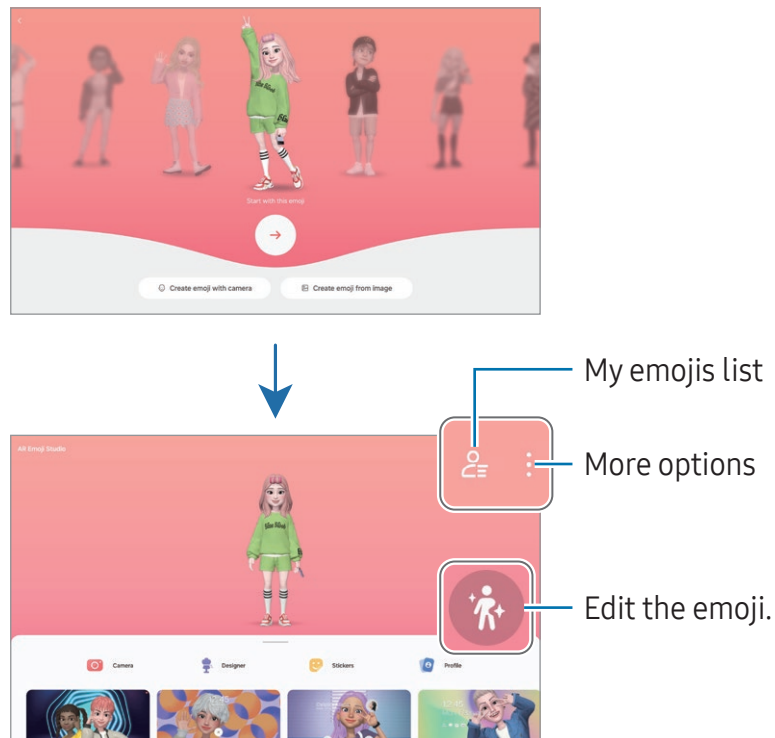 Start with this emoji
Create emoji with camera
Create emoji from image
My emojis list
AR Emoji Studio
More options
Edit the emoji.
Camera
Designer
Stickers
Profile